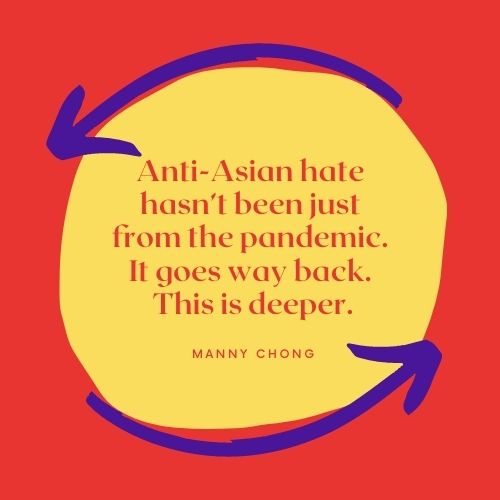 Anti-Asian hate
hasn't been just
from the pandemic.
It goes way back.
This is deeper.
MANNY CHONG